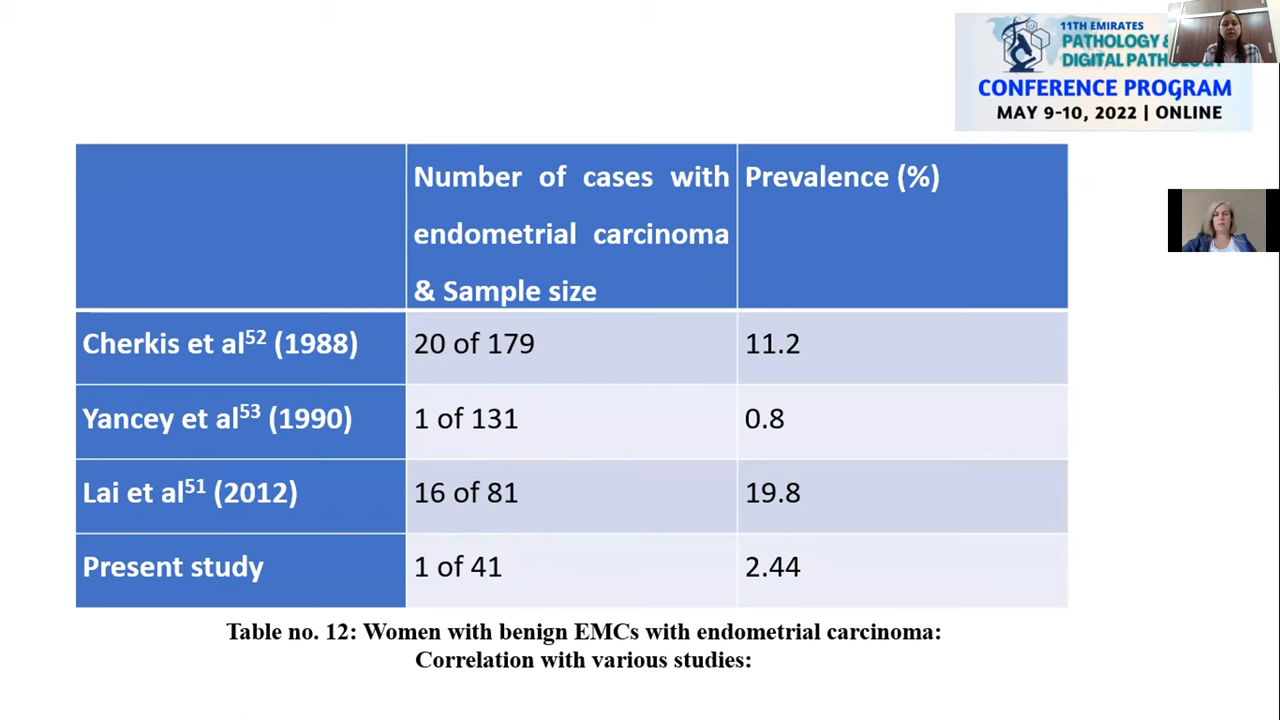 11TH EMIRATES
PATHOLOGY &
DIGITAL PATHOLOGY
CONFERENCE PROGRAM
MAY 9-10, 2022 | ONLINE
Number of cases with
endometrial carcinoma
& Sample size
Prevalence (%)
Cherkis et al52 (1988)
20 of 179
11.2
Yancey et al53 (1990)
1 of 131
0.8
Lai et al51 (2012)
16 of 81
19.8
Present study
1 of 41
2.44
Table no. 12: Women with benign EMCs with endometrial carcinoma:
Correlation with various studies: